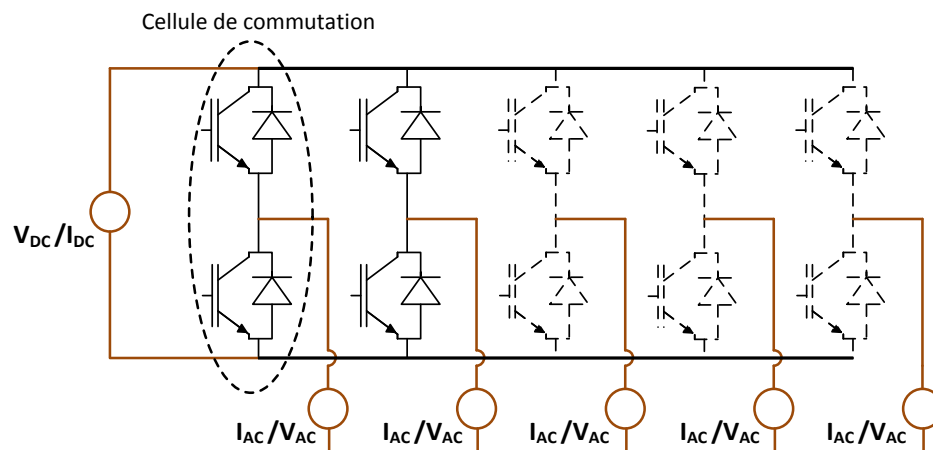 Cellule de commutation
VDC/IDC
IAC/VAC
IAC/VAC
IAC/VAC
IAC/VAC
IAC/VAC